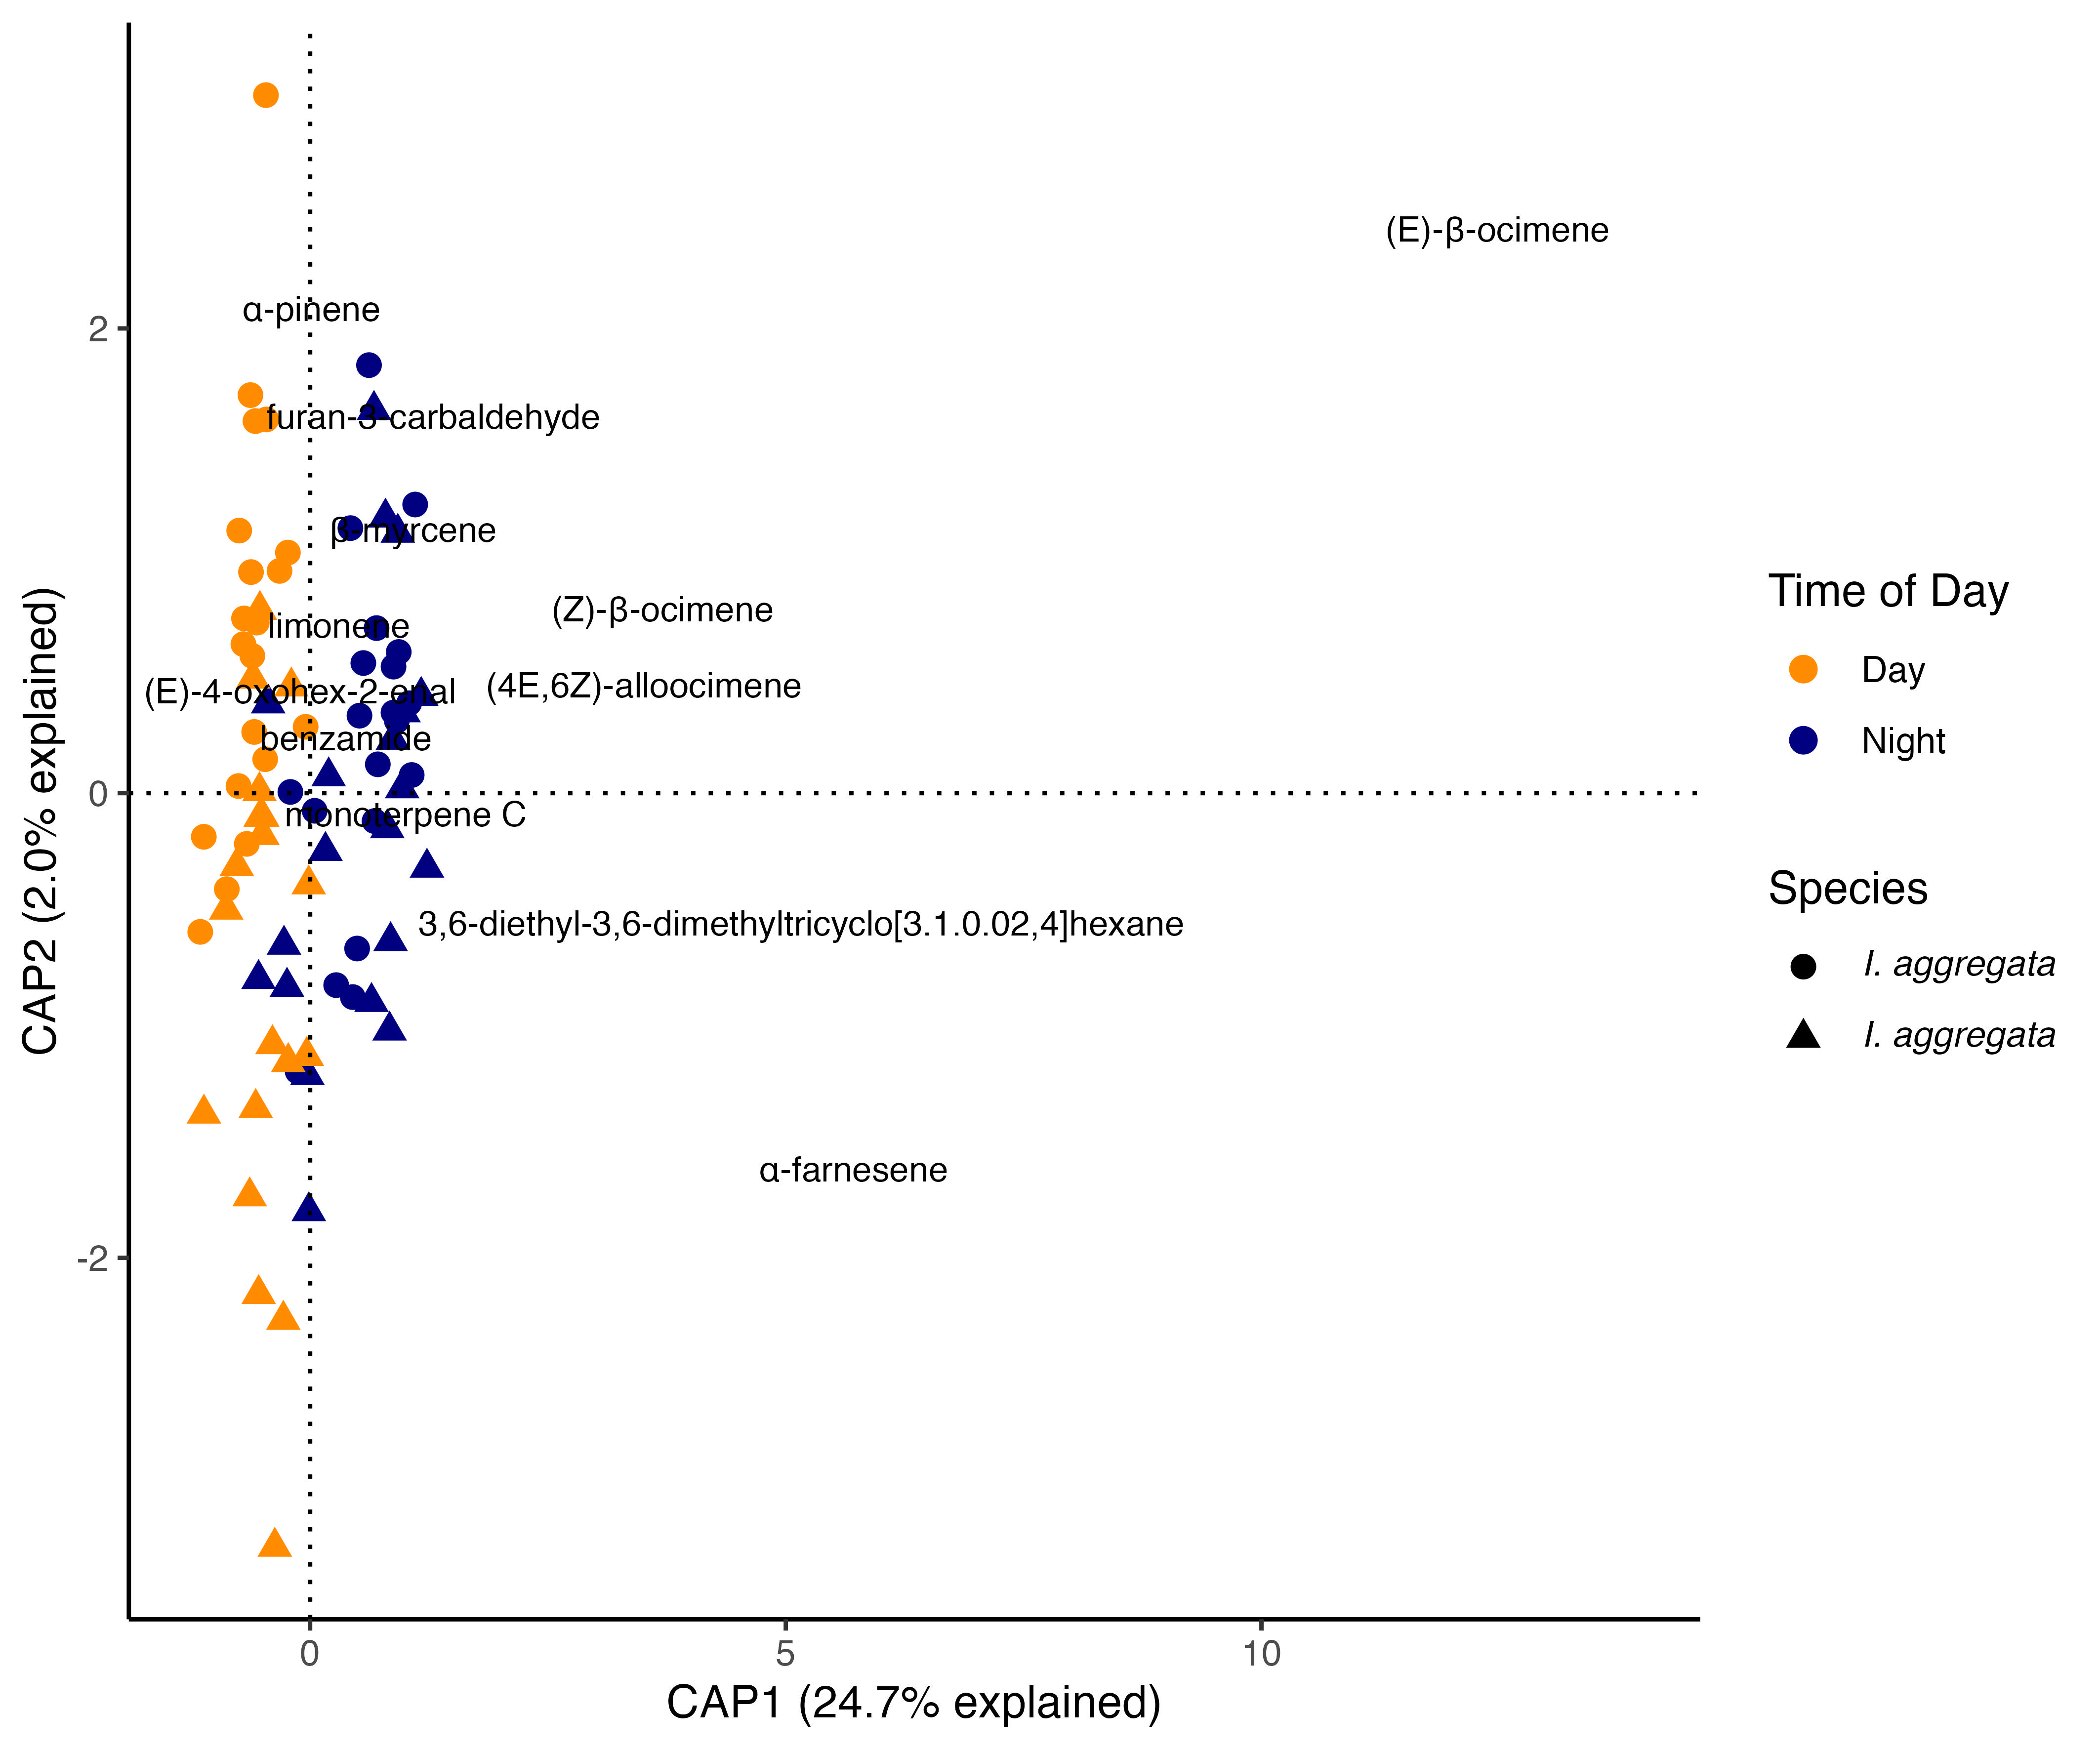 (E)-β-ocimene
α-pinene
2
furan-3-carbaldehyde
β-myrcene
(Z)-β-ocimene
limonene
(4E,6Z)-alloocimene
(E)-4-oxohex-2-enal
benzamide
0
monoterpene C
3,6-diethyl-3,6-dimethyltricyclo[3.1.0.02,4]hexane
α-farnesene
-2
CAP2 (2.0% explained)
0 5 10
CAP1 (24.7% explained)
Time of Day
Day
Night
Species
I. aggregata
I. aggregata